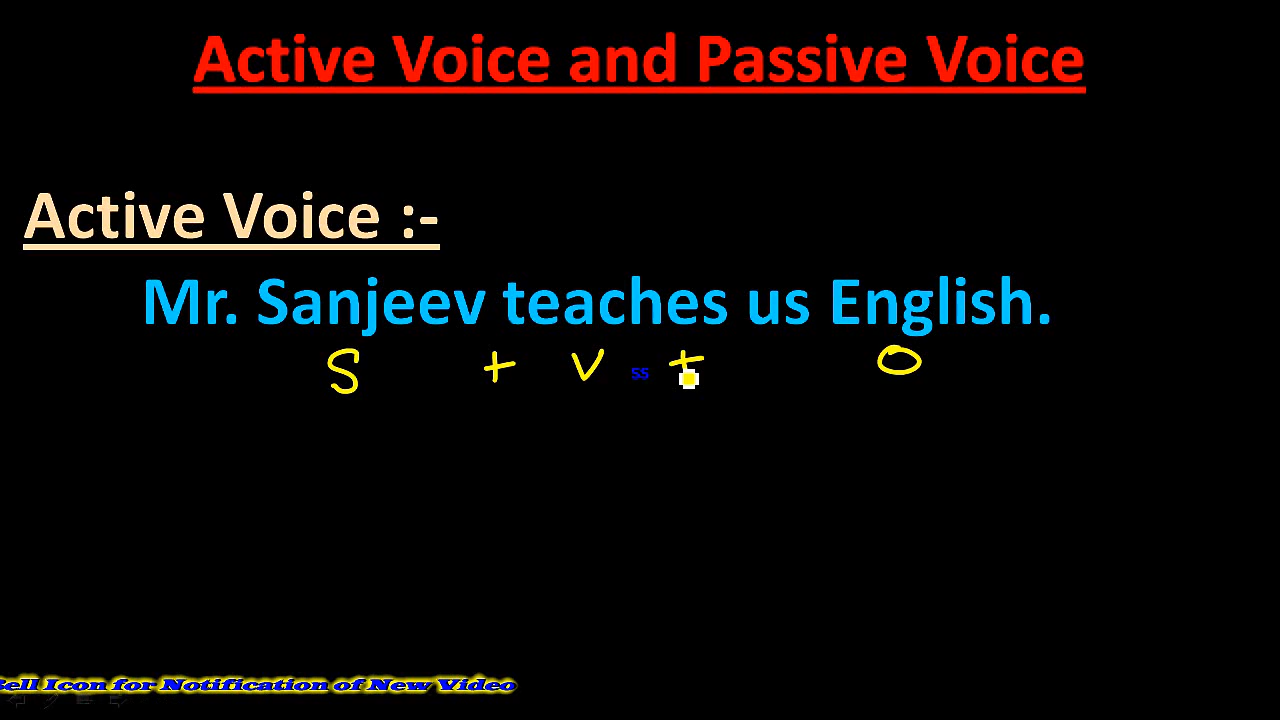 Active Voice and Passive Voice
Active Voice :-
Mr. Sanjeev teaches us English.
S + V ss + O
Bell Icon for Notification of New Video